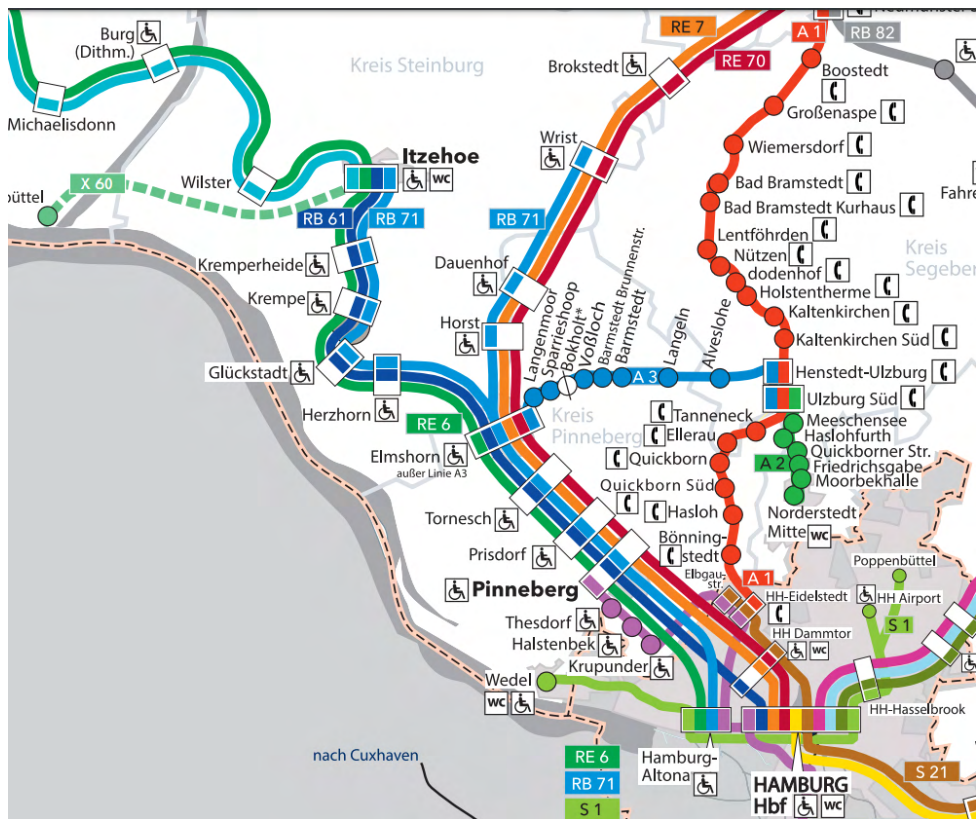 Burg
(Dithm.)
Michaelisdonn
Kreis Steinburg
RE 7
A 1
RB 82
RE 70
Brokstedt
Boostedt
Großenaspe
Wiemersdorf
Wrist
Itzehoe
WC
X 60
Wilster
büttel
RB 61
RB 71
RB 71
Bad Bramstedt
Bad Bramstedt Kurhaus
Fahre
Lentföhrden
Nützen
dodenhof
Kreis
Segeberg
Holstentherme
Kaltenkirchen
Kaltenkirchen Süd
Kremperheide
Krempe
Dauenhof
Horst
Langenmoor
Sparrieshoop
Bokholt*
Voßloch
Barmstedt Brunnenstr.
Barmstedt
Langeln
Alveslohe
A 3
Glückstadt
Herzhorn
RE 6
Elmshorn
außer Linie A3
Kreis
Pinneberg
Henstedt-Ulzburg
Ulzburg Süd
Tanneneck
Ellerau
Quickborn
Quickborn Süd
Hasloh
Bönning-
stedt
Meeschensee
Haslohfurth
Quickborner Str.
Friedrichsgabe
Moorbekhalle
A 2
Norderstedt
Mitte
WC
Tornesch
Prisdorf
Pinneberg
Thesdorf
Halstenbek
Krupunder
Elbgau-
str.
A 1
HH-Eidelstedt
HH Dammtor
WC
Poppenbüttel
HH Airport
S 1
HH-Hasselbrook
Wedel
WC
nach Cuxhaven
RE 6
RB 71
S 1
Hamburg-
Altona
HAMBURG
Hbf
WC
S 21